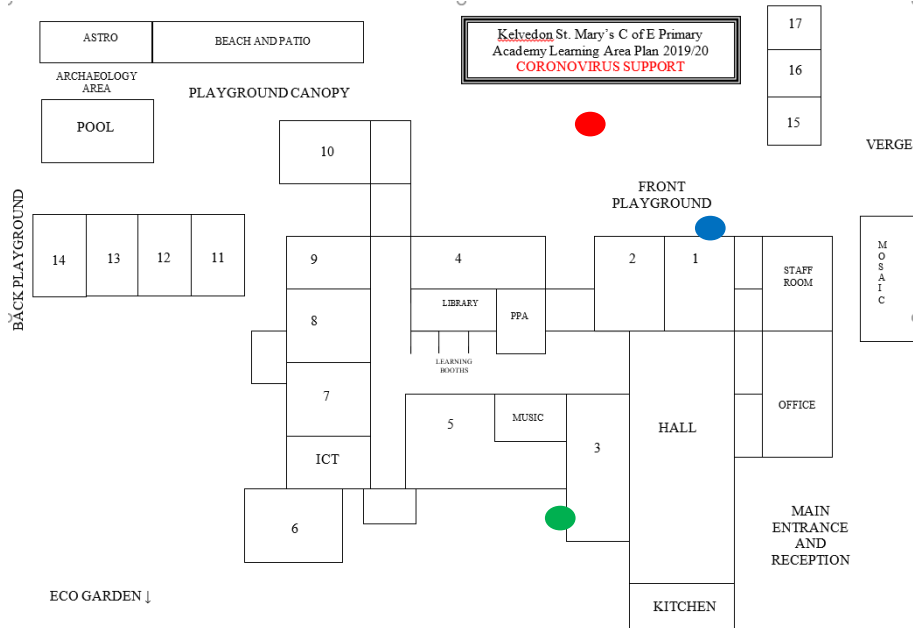 Kelvedon St. Mary's C of E Primary
Academy Learning Area Plan 2019/20
CORONOVIRUS SUPPORT
17
16
15
ASTRO
BEACH AND PATIO
ARCHAEOLOGY
AREA
PLAYGROUND CANOPY
POOL
VERGE
10
FRONT
PLAYGROUND
BACK PLAYGROUND
14
13
12
11
9
4
2
1
STAFF
ROOM
MOSAIC
8
LIBRARY
PPA
LEARNING
BOOTHS
7
5
MUSIC
3
HALL
OFFICE
ICT
6
MAIN
ENTRANCE
AND
RECEPTION
ECO GARDEN ↓
KITCHEN